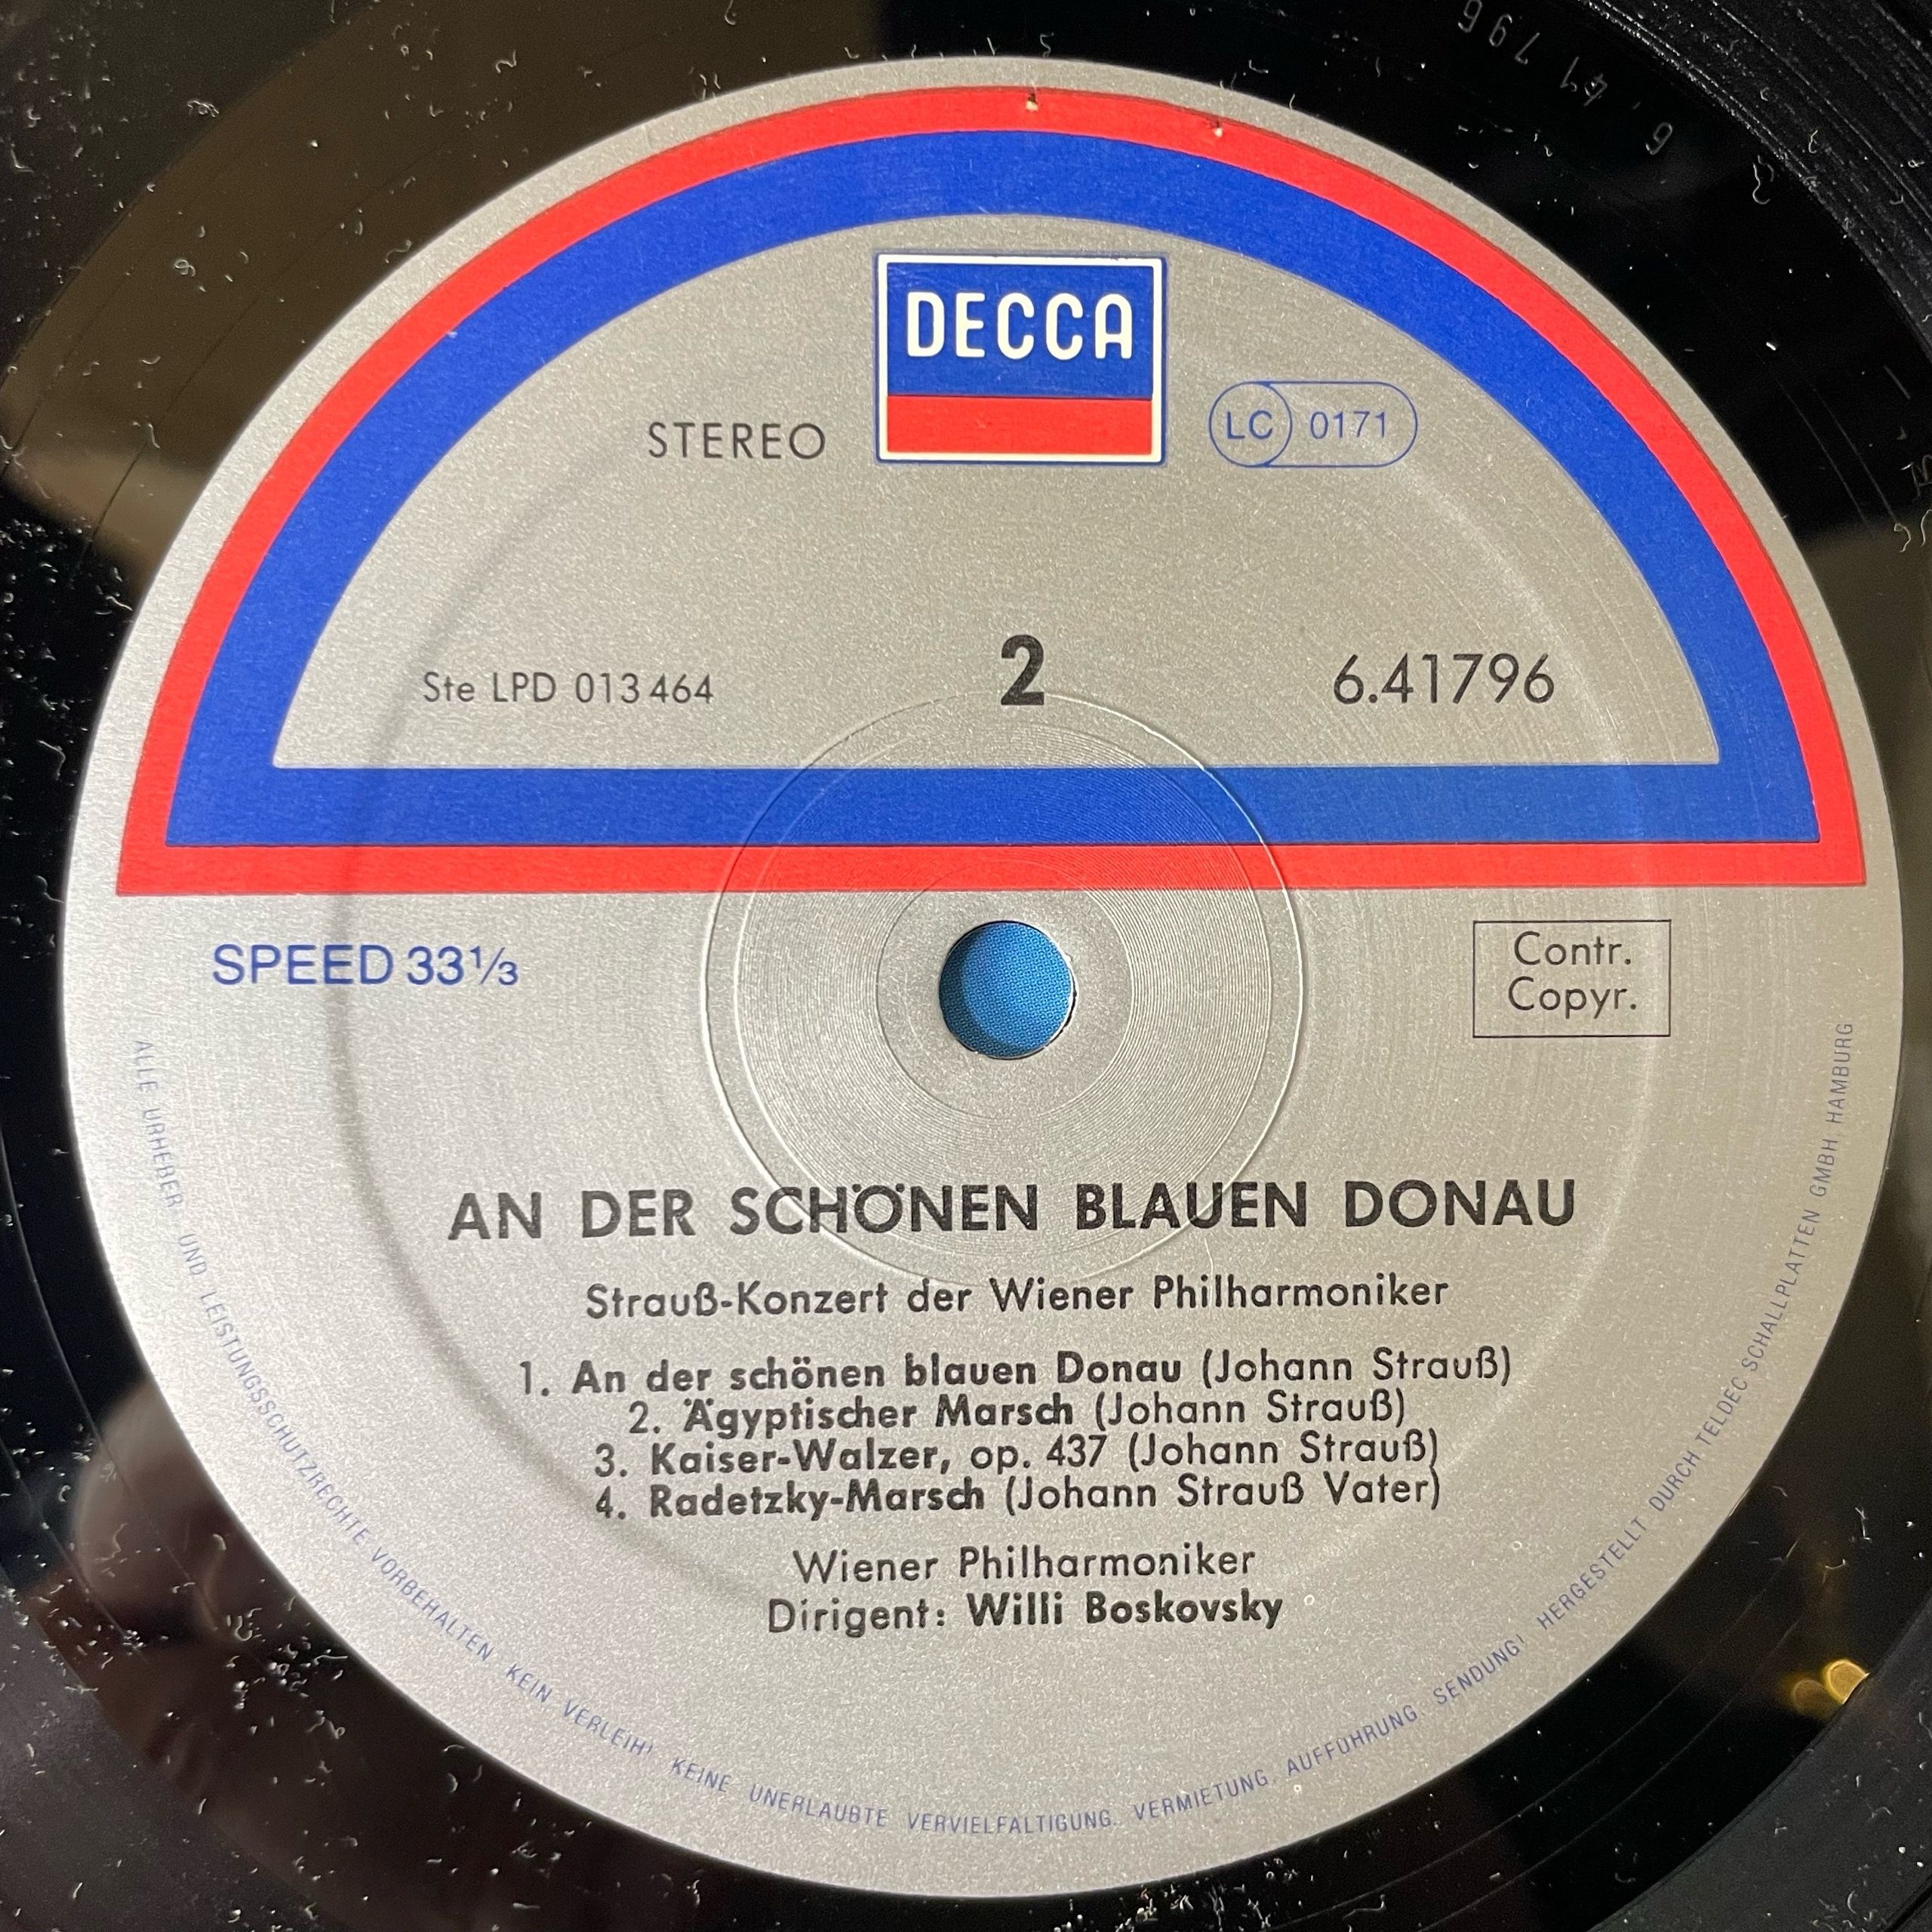 6.41 796
DECCA
STEREO
LC 0171
Ste LPD 013464
2
6.41796
SPEED 33⅓
Contr.
Copyr.
AN DER SCHÖNEN BLAUEN DONAU
Strauß-Konzert der Wiener Philharmoniker
1. An der schönen blauen Donau (Johann Strauß)
2. Ägyptischer Marsch (Johann Strauß)
3. Kaiser-Walzer, op. 437 (Johann Strauß)
4. Radetzky-Marsch (Johann Strauß Vater)
Wiener Philharmoniker
Dirigent: Willi Boskovsky
ALLE URHEBER- UND LEISTUNGSSCHUTZRECHTE VORBEHALTEN KEIN VERLEIH! KEINE UNERLAUBTE VERVIELFÄLTIGUNG, VERMIETUNG, AUFFÜHRUNG, SENDUNG! HERGESTELLT DURCH TELDEC SCHALLPLATTEN GMBH, HAMBURG